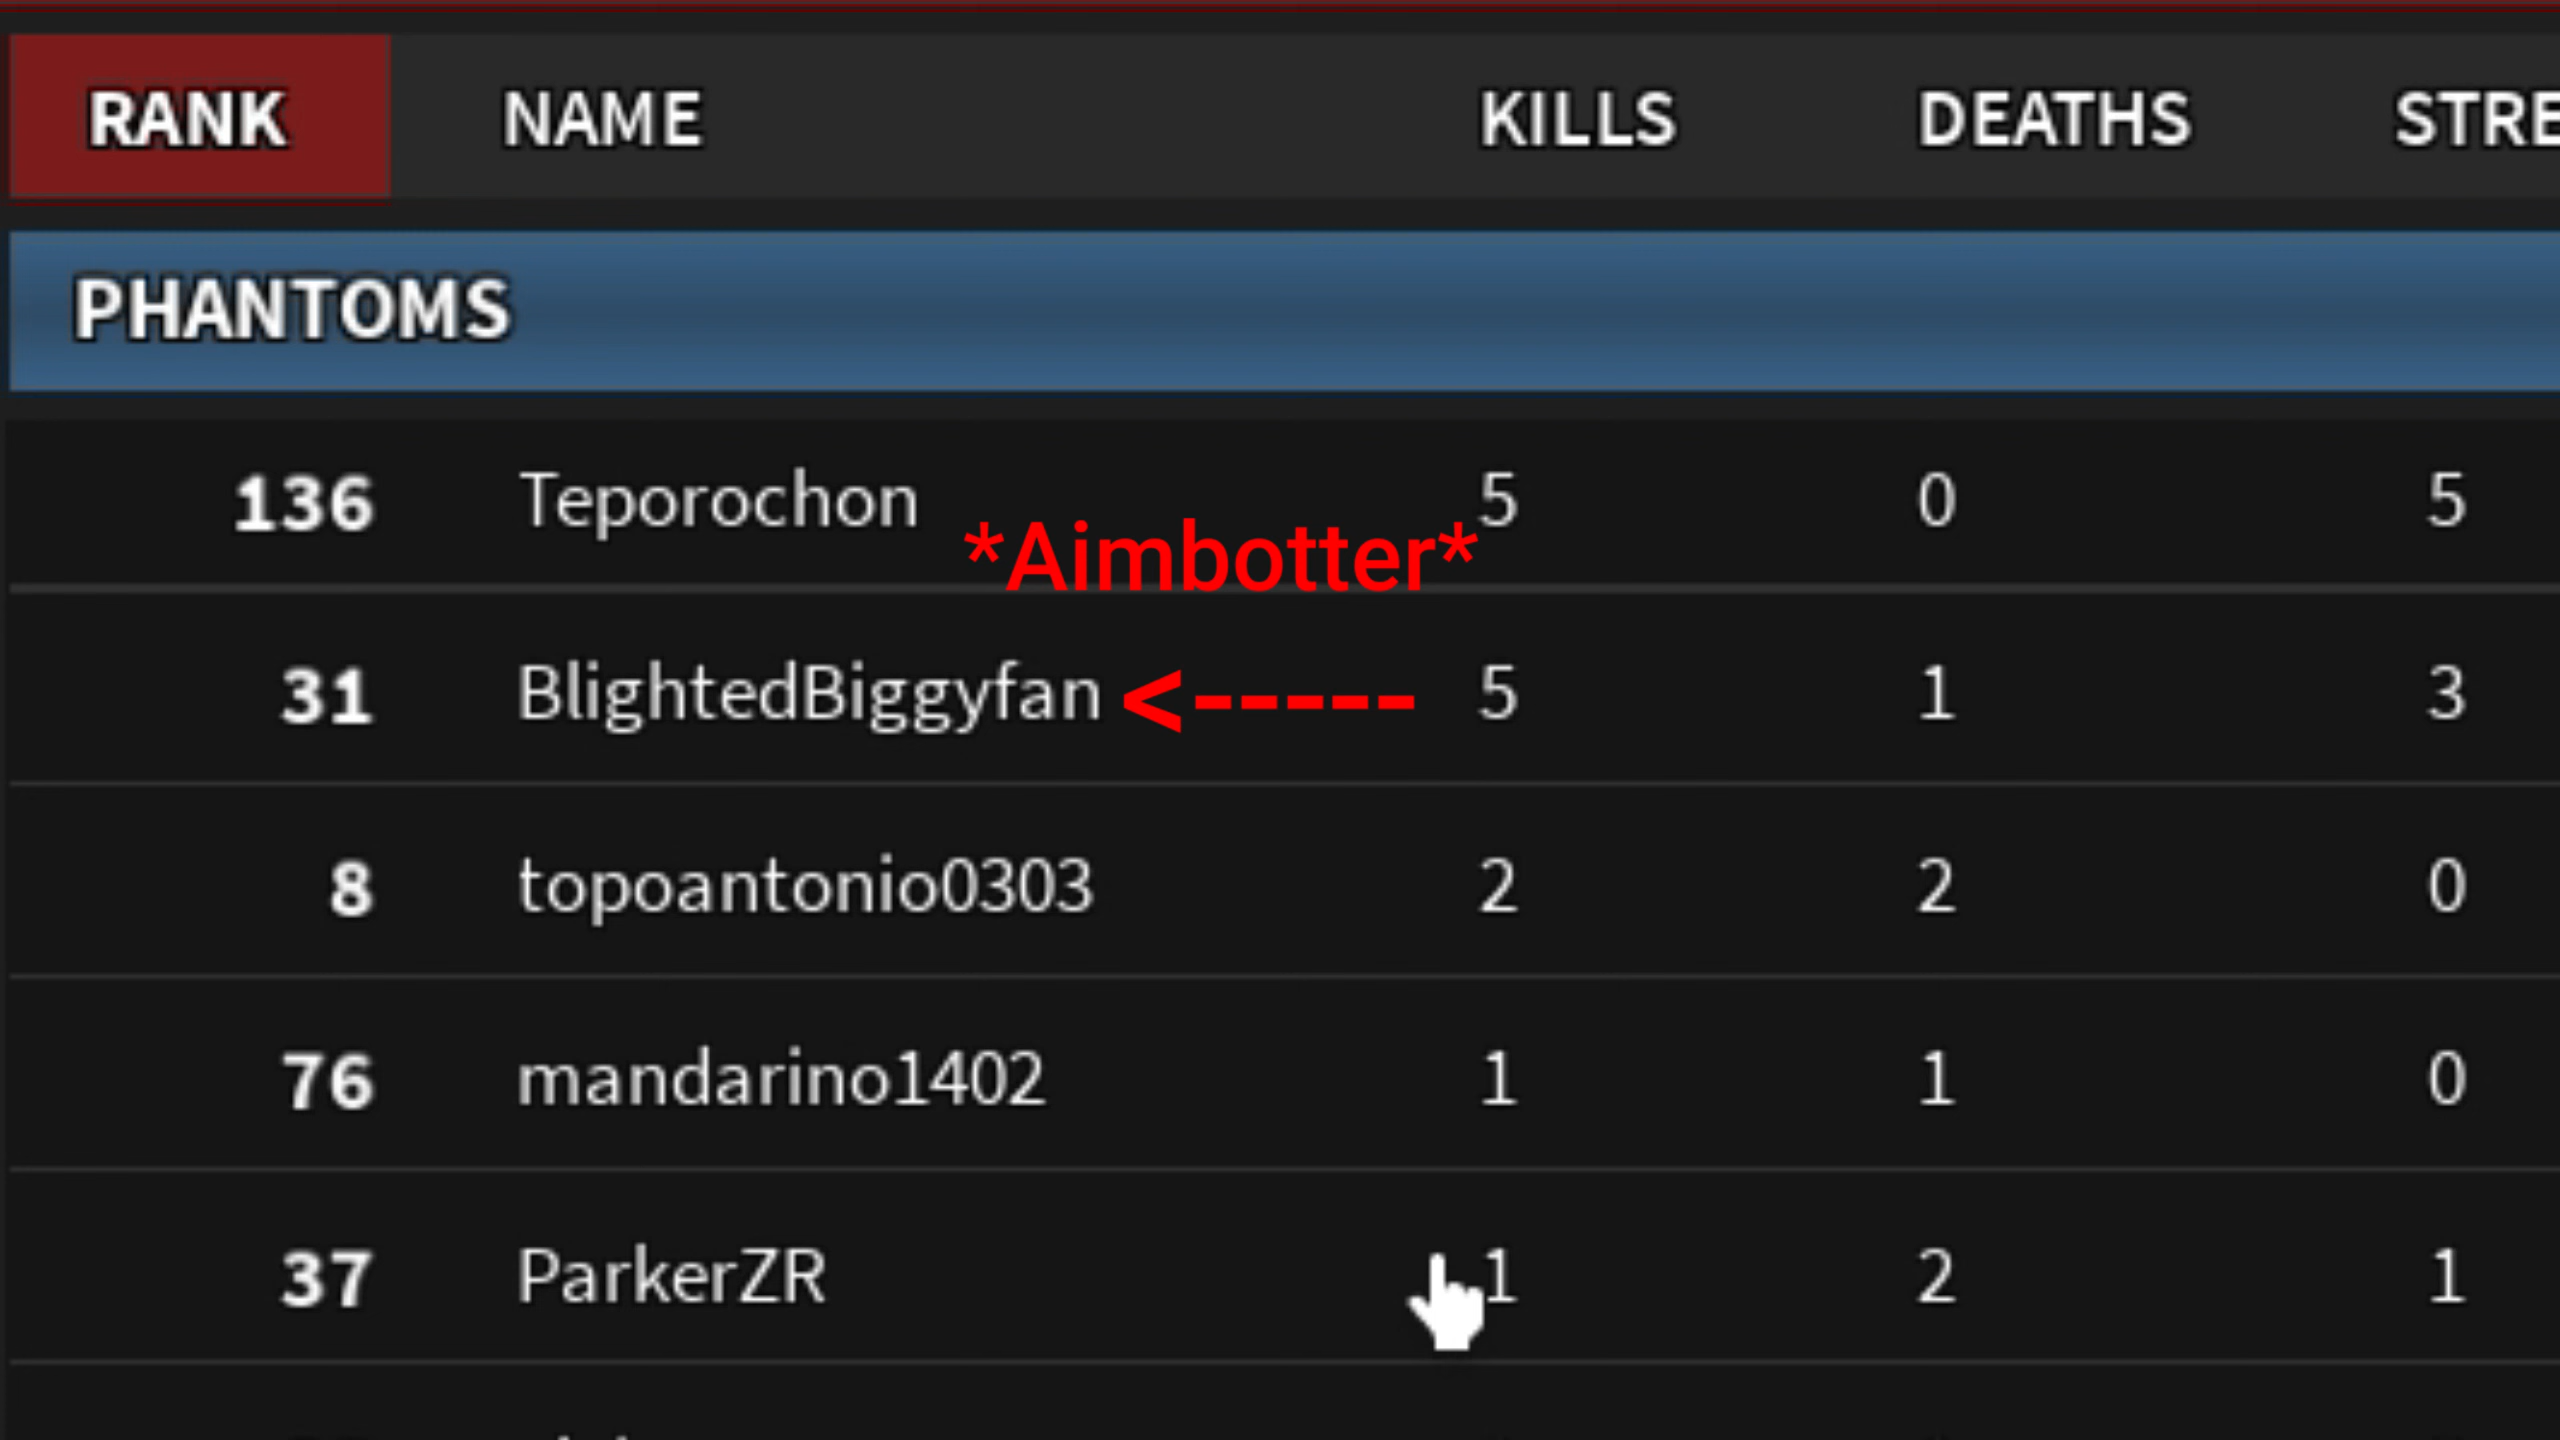 RANK NAME KILLS DEATHS STRE
PHANTOMS
136 Teporochon 5 0 5
*Aimbotter*
31 BlightedBiggyfan <----- 5 1 3
8 topoantonio0303 2 2 0
76 mandarino1402 1 1 0
37 ParkerZR 1 2 1